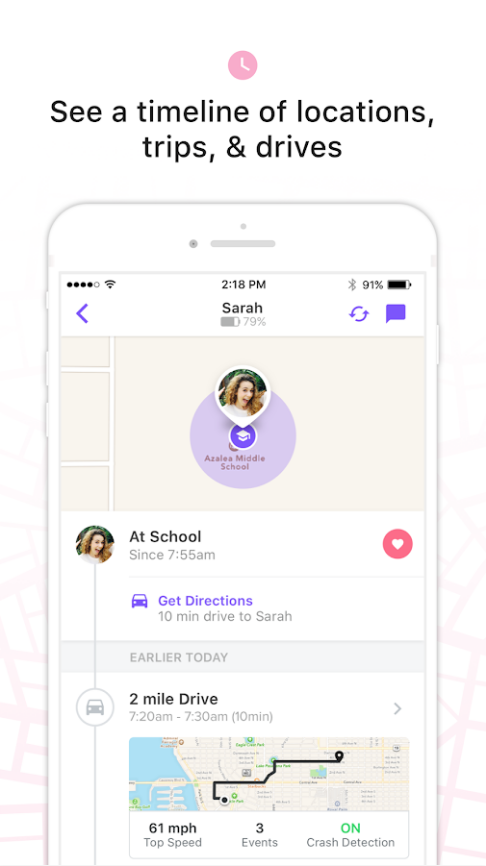 See a timeline of locations,
trips, & drives
2:18 PM
91%
Sarah
79%
Azalea Middle
School
At School
Since 7:55am
Get Directions
10 min drive to Sarah
EARLIER TODAY
2 mile Drive
7:20am - 7:30am (10min)
61 mph
Top Speed
3
Events
ON
Crash Detection